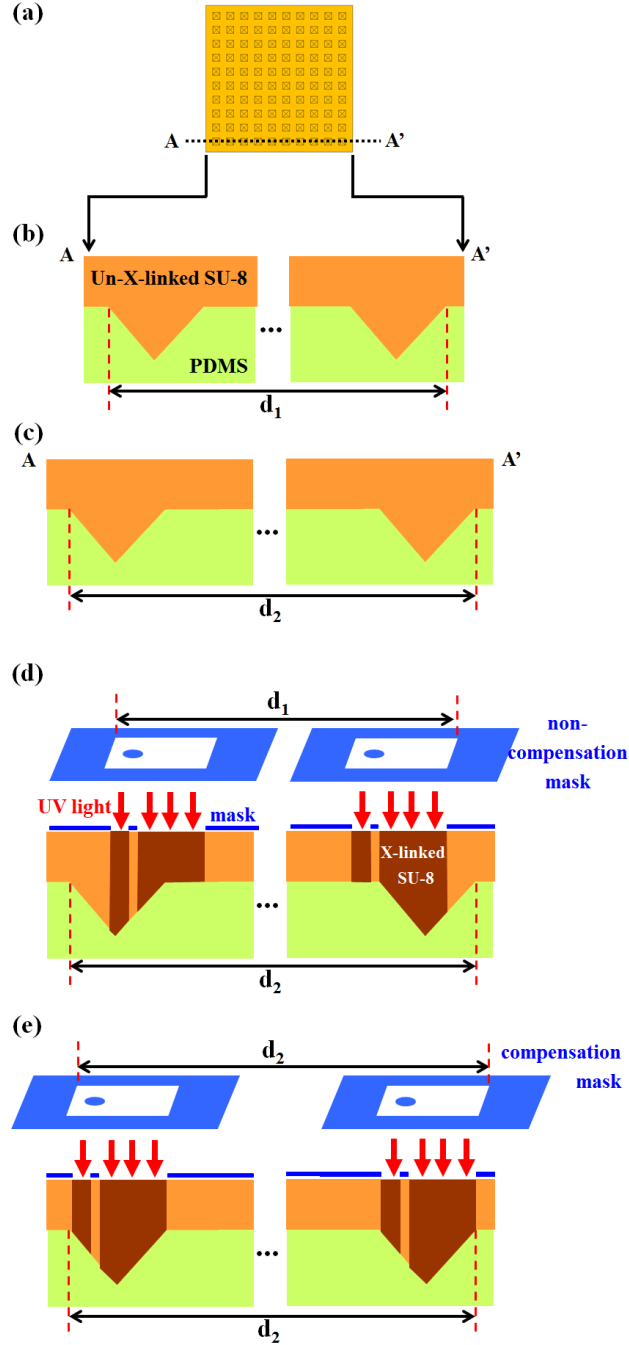 (a)
A
A’
(b)
A
A’
Un-X-linked SU-8
...
PDMS
d1
(c)
A
A’
...
d2
(d)
d1
non-
compensation
mask
UV light
mask
X-linked
SU-8
...
d2
(e)
d2
compensation
mask
...
d2